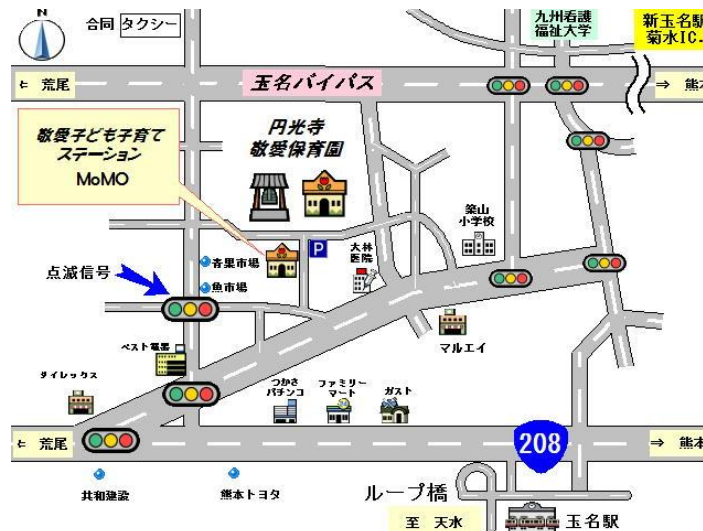 合同 タクシー
九州看護
福祉大学
新玉名駅
菊水IC.
⇐ 荒尾
玉名バイパス
⇒ 熊本
敬愛子ども子育て
ステーション
MoMO
円光寺
敬愛保育園
築山
小学校
P
大林
医院
青果市場
点滅信号
魚市場
マルエイ
ベスト電器
ダイレックス
つかさ
パチンコ
ファミリー
マート
ガスト
⇐ 荒尾
208
⇒ 熊本
共和建設
熊本トヨタ
ループ橋
至 天水
玉名駅